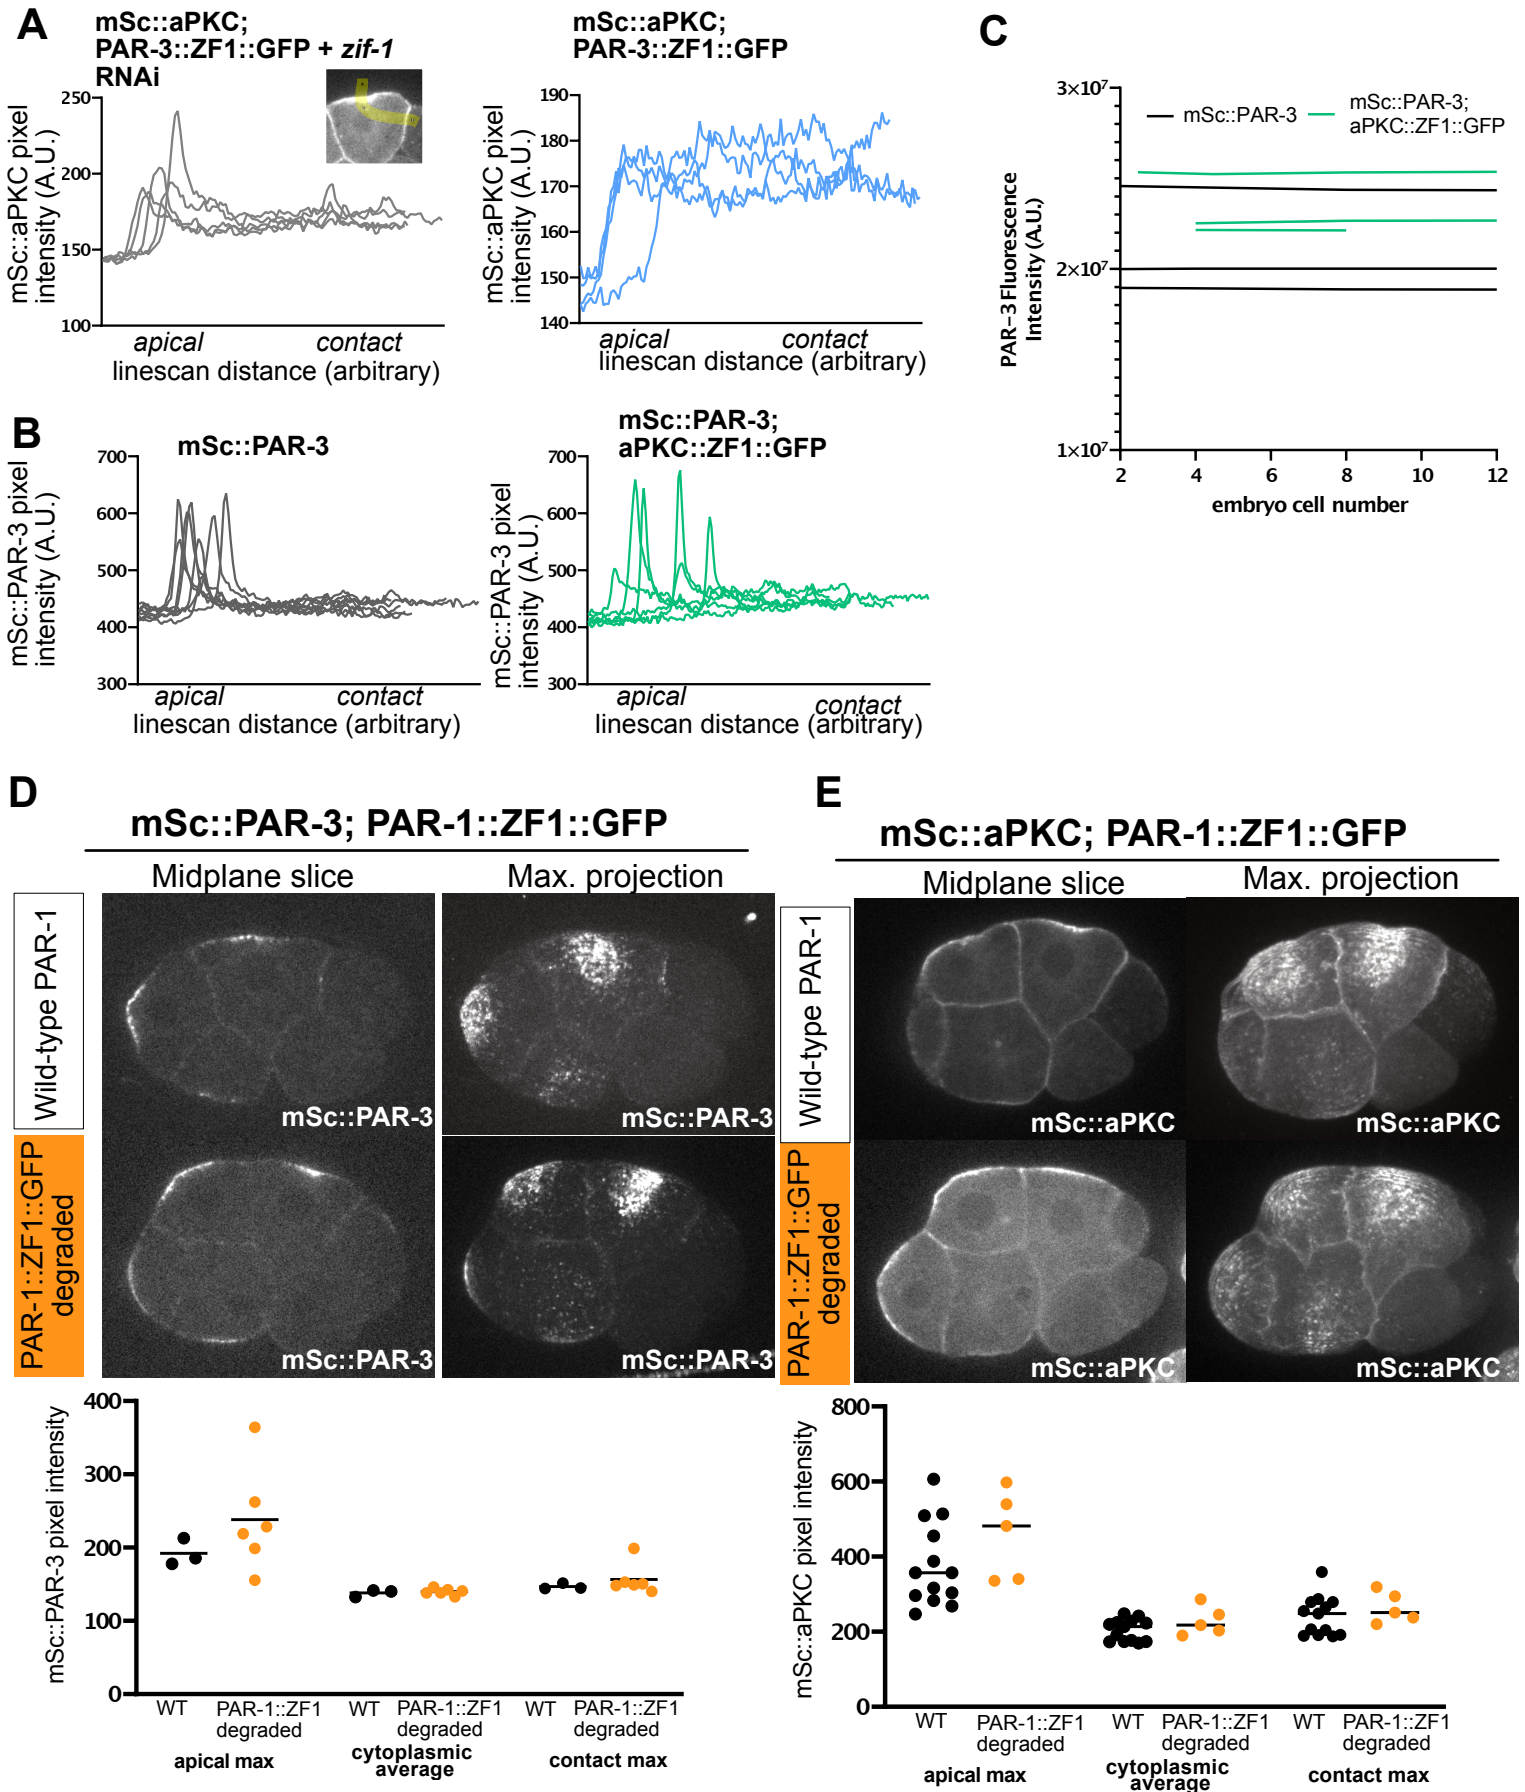 A
mSc::aPKC;
PAR-3::ZF1::GFP + zif-1
RNAi
mSc::aPKC pixel
intensity (A.U.)
250
200
150
100
apical
contact
linescan distance (arbitrary)
mSc::aPKC;
PAR-3::ZF1::GFP
mSc::aPKC pixel
intensity (A.U.)
190
180
170
160
150
140
apical
contact
linescan distance (arbitrary)
C
PAR-3 Fluorescence
Intensity (A.U.)
3×10⁷
2×10⁷
1×10⁷
mSc::PAR-3
mSc::PAR-3;
aPKC::ZF1::GFP
2 4 6 8 10 12
embryo cell number
B
mSc::PAR-3
mSc::PAR-3 pixel
intensity (A.U.)
700
600
500
400
300
apical
contact
linescan distance (arbitrary)
mSc::PAR-3;
aPKC::ZF1::GFP
mSc::PAR-3 pixel
intensity (A.U.)
700
600
500
400
300
apical
contact
linescan distance (arbitrary)
D
mSc::PAR-3; PAR-1::ZF1::GFP
Midplane slice
Max. projection
Wild-type PAR-1
mSc::PAR-3
mSc::PAR-3
PAR-1::ZF1::GFP
degraded
mSc::PAR-3
mSc::PAR-3
mSc::PAR-3 pixel intensity
400
300
200
100
0
WT
PAR-1::ZF1
degraded
WT
PAR-1::ZF1
degraded
WT
PAR-1::ZF1
degraded
apical max
cytoplasmic
average
contact max
E
mSc::aPKC; PAR-1::ZF1::GFP
Midplane slice
Max. projection
Wild-type PAR-1
mSc::aPKC
mSc::aPKC
PAR-1::ZF1::GFP
degraded
mSc::aPKC
mSc::aPKC
mSc::aPKC pixel intensity
800
600
400
200
0
WT
PAR-1::ZF1
degraded
WT
PAR-1::ZF1
degraded
WT
PAR-1::ZF1
degraded
apical max
cytoplasmic
average
contact max